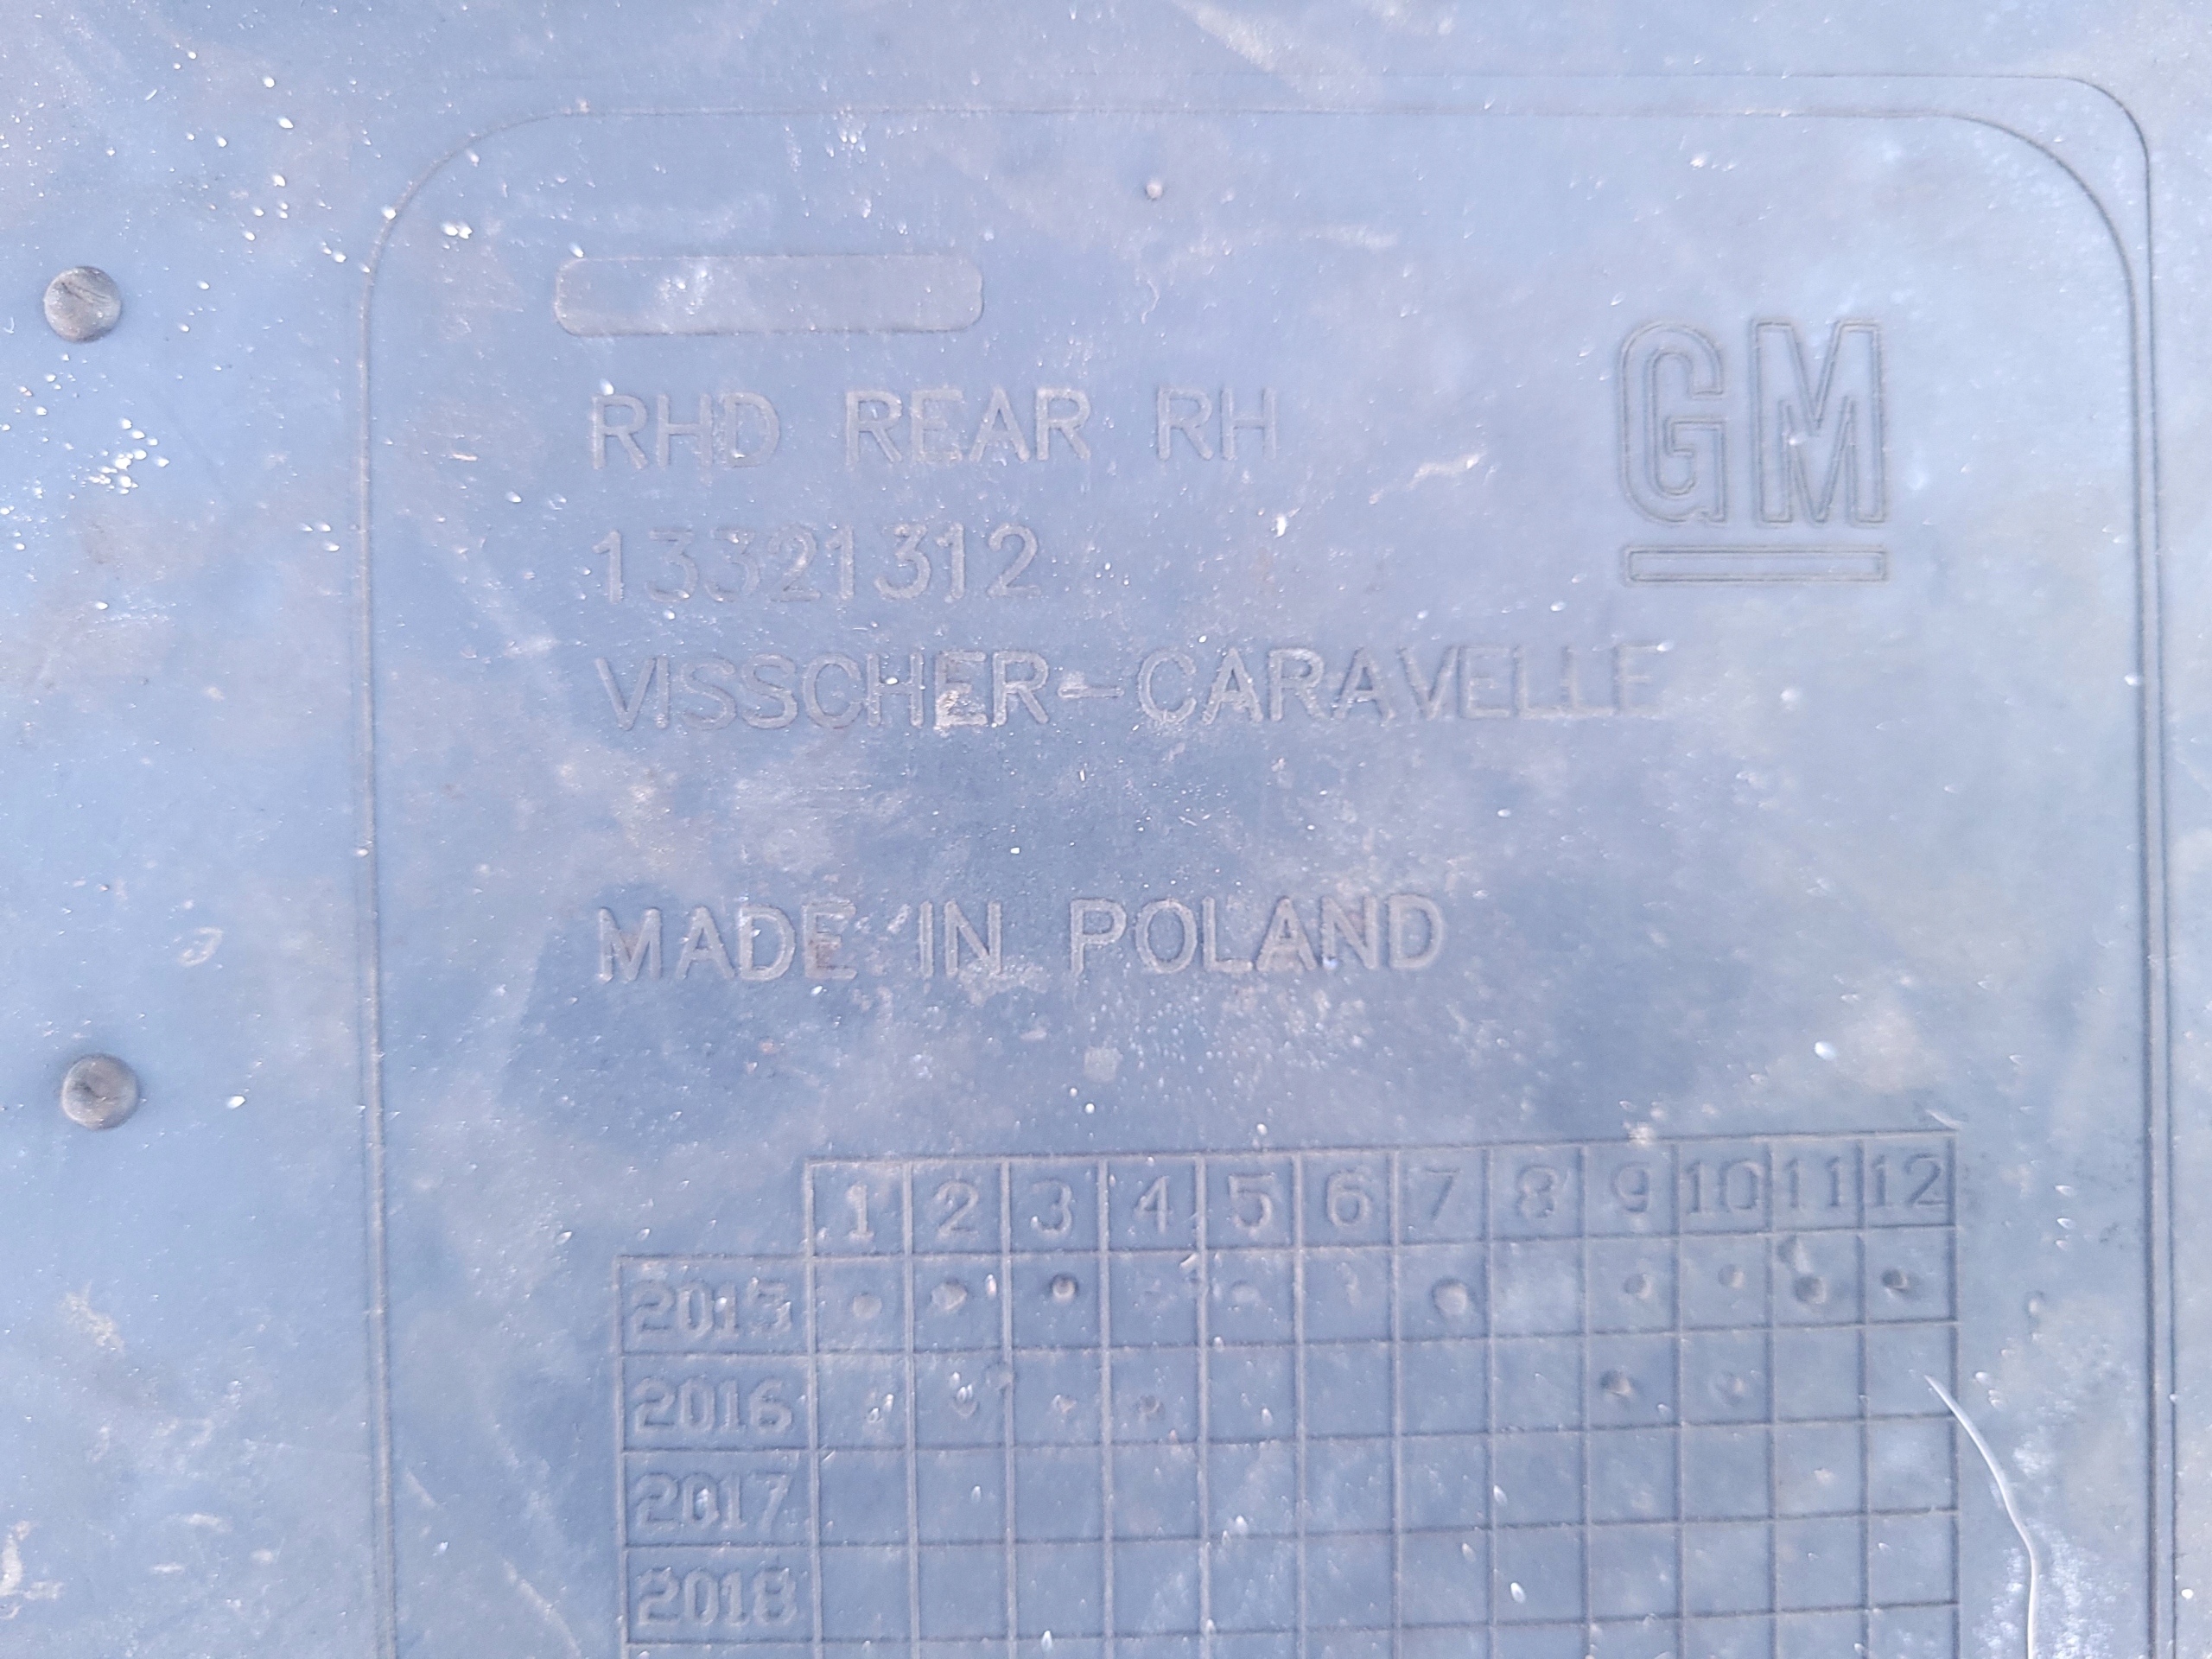 RHD REAR RH
GM
13321312
VISSCHER-CARAVELLE
MADE IN POLAND
1 2 3 4 5 6 7 8 9 10 11 12
2015
2016
2017
2018